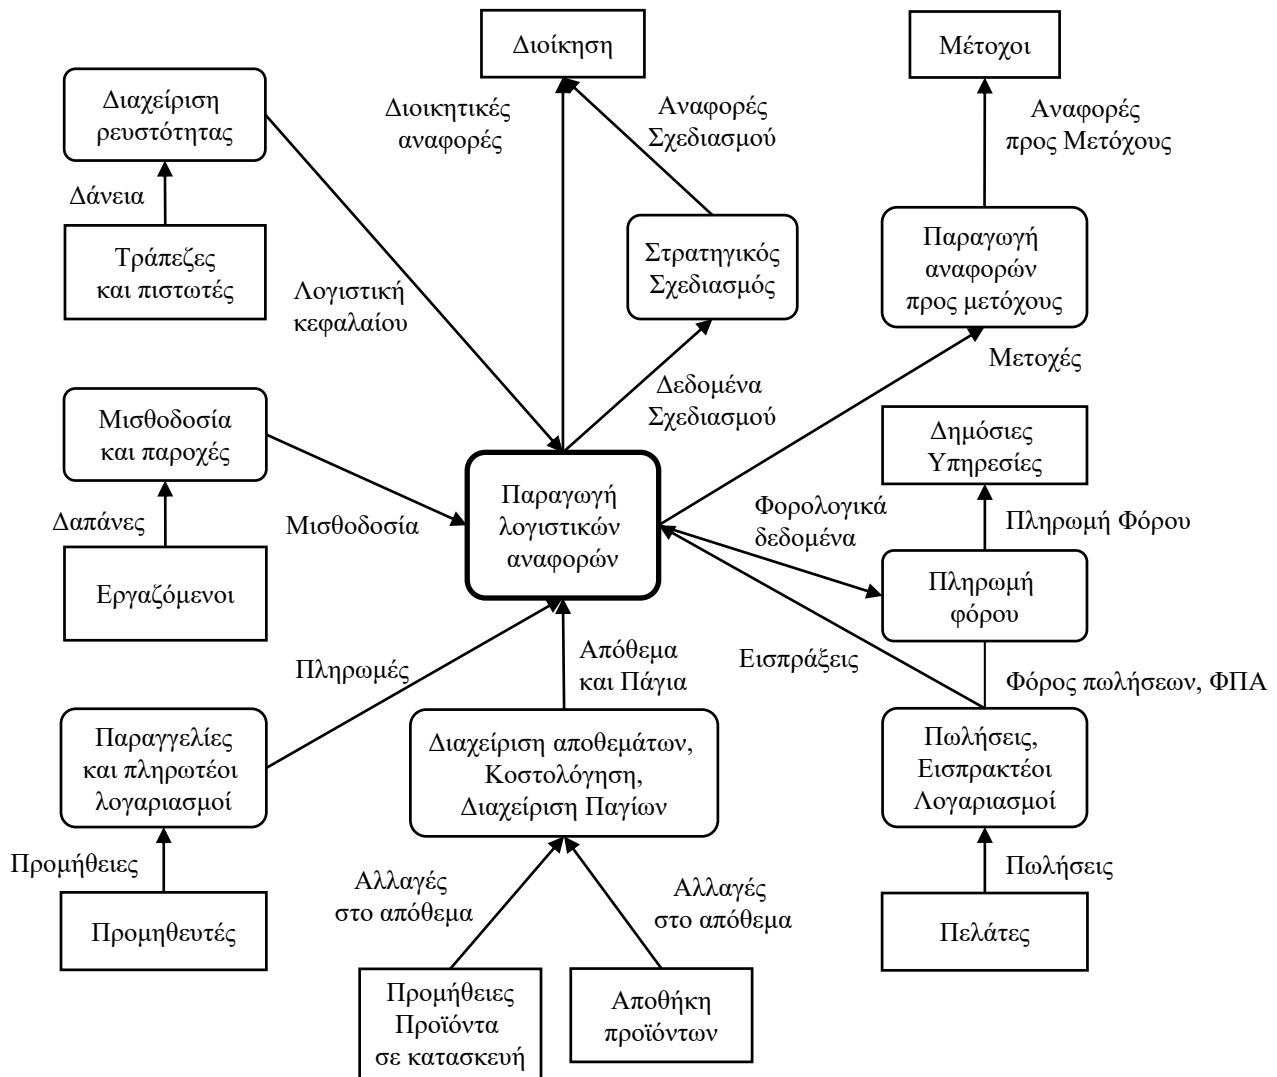 Διοίκηση
Μέτοχοι
Διαχείριση
ρευστότητας
Διοικητικές
αναφορές
Αναφορές
Σχεδιασμού
Αναφορές
προς Μετόχους
Δάνεια
Τράπεζες
και πιστωτές
Στρατηγικός
Σχεδιασμός
Παραγωγή
αναφορών
προς μετόχους
Λογιστική
κεφαλαίου
Μετοχές
Δεδομένα
Σχεδιασμού
Μισθοδοσία
και παροχές
Δημόσιες
Υπηρεσίες
Παραγωγή
λογιστικών
αναφορών
Δαπάνες
Μισθοδοσία
Φορολογικά
δεδομένα
Πληρωμή Φόρου
Εργαζόμενοι
Πληρωμή
φόρου
Πληρωμές
Απόθεμα
και Πάγια
Εισπράξεις
Φόρος πωλήσεων, ΦΠΑ
Παραγγελίες
και πληρωτέοι
λογαριασμοί
Διαχείριση αποθεμάτων,
Κοστολόγηση,
Διαχείριση Παγίων
Πωλήσεις,
Εισπρακτέοι
Λογαριασμοί
Προμήθειες
Αλλαγές
στο απόθεμα
Αλλαγές
στο απόθεμα
Πωλήσεις
Προμηθευτές
Πελάτες
Προμήθειες
Προϊόντα
σε κατασκευή
Αποθήκη
προϊόντων